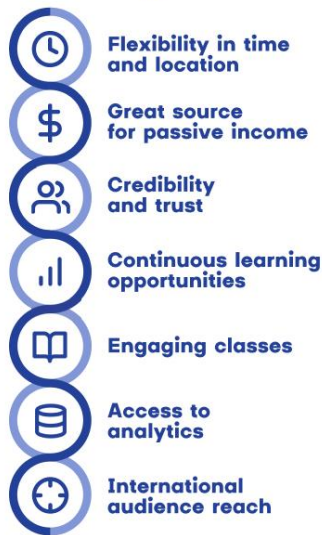 Flexibility in time
and location
Great source
for passive income
Credibility
and trust
Continuous learning
opportunities
Engaging classes
Access to
analytics
International
audience reach